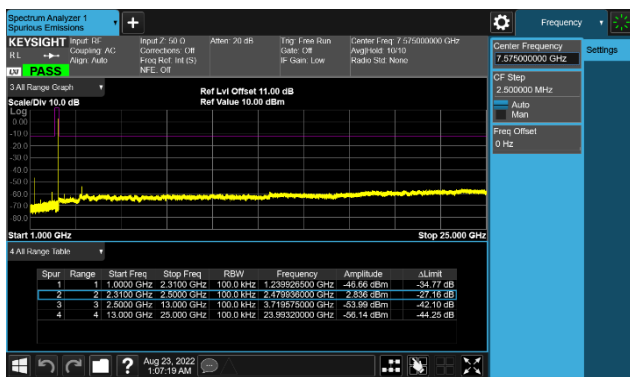 Spectrum Analyzer 1
Spurious Emissions
Frequency
KEYSIGHT Input: RF
R L
Coupling: AC
Align: Auto
LXI PASS
Input Z: 50 Ω
Corrections: Off
Freq Ref: Int (S)
NFE: Off
Atten: 20 dB
Trig: Free Run
Gate: Off
IF Gain: Low
Center Freq: 7.575000000 GHz
Avg|Hold: 10/10
Radio Std: None
Center Frequency
7.575000000 GHz
Settings
CF Step
2.500000 MHz
Auto
Man
Freq Offset
0 Hz
3 All Range Graph
Ref Lvl Offset 11.00 dB
Scale/Div 10.0 dB
Ref Value 10.00 dBm
Log
0.00
-10.0
-20.0
-30.0
-40.0
-50.0
-60.0
-70.0
-80.0
Start 1.000 GHz
Stop 25.000 GHz
4 All Range Table
Spur Range Start Freq Stop Freq RBW Frequency Amplitude ΔLimit
1 1 1.0000 GHz 2.3100 GHz 100.0 kHz 1.239926500 GHz -46.66 dBm -34.77 dB
2 2 2.3100 GHz 2.5000 GHz 100.0 kHz 2.479936000 GHz 2.836 dBm -27.16 dB
3 3 2.5000 GHz 13.000 GHz 100.0 kHz 3.719575000 GHz -53.99 dBm -42.10 dB
4 4 13.000 GHz 25.000 GHz 100.0 kHz 23.99320000 GHz -56.14 dBm -44.25 dB
?
Aug 23, 2022
1:07:19 AM